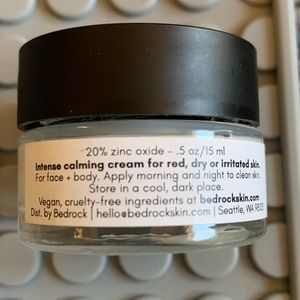 20% zinc oxide - .5 oz/15 ml
Intense calming cream for red, dry or irritated skin.
For face + body. Apply morning and night to clean skin.
Store in a cool, dark place.
Vegan, cruelty-free ingredients at bedrockskin.com
Dist. by Bedrock | hello@bedrockskin.com | Seattle, WA